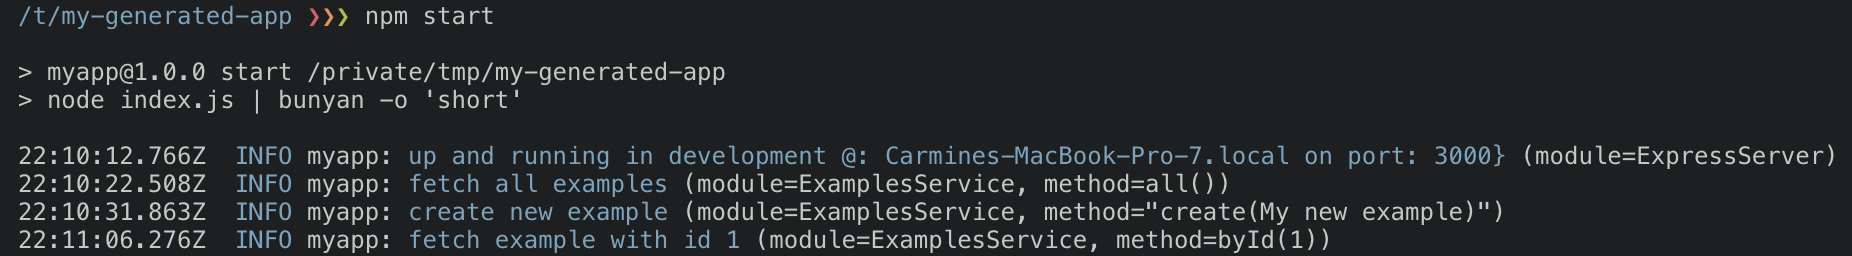 /t/my-generated-app ❯❯❯ npm start
> myapp@1.0.0 start /private/tmp/my-generated-app
> node index.js | bunyan -o 'short'
22:10:12.766Z  INFO myapp: up and running in development @: Carmines-MacBook-Pro-7.local on port: 3000} (module=ExpressServer)
22:10:22.508Z  INFO myapp: fetch all examples (module=ExamplesService, method=all())
22:10:31.863Z  INFO myapp: create new example (module=ExamplesService, method="create(My new example)")
22:11:06.276Z  INFO myapp: fetch example with id 1 (module=ExamplesService, method=byId(1))